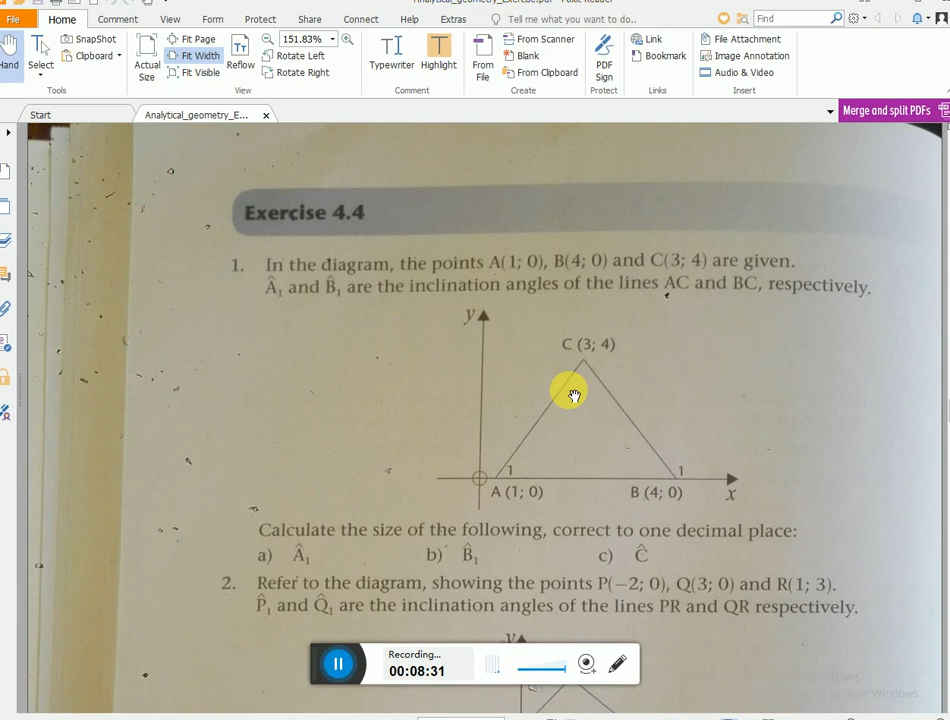 Analytical_geometry_Exercise.pdf
File Home Comment View Form Protect Share Connect Help Extras Tell me what you want to do... Find
Hand
Select
SnapShot
Clipboard
Tools
Actual Size
Fit Page
Fit Width
Fit Visible
Reflow
151.83%
Rotate Left
Rotate Right
View
Typewriter
Highlight
Comment
From File
From Scanner
Blank
From Clipboard
Create
PDF Sign
Protect
Link
Bookmark
Links
File Attachment
Image Annotation
Audio & Video
Insert
Start
Analytical_geometry_E...
Merge and split PDFs
Exercise 4.4
1. In the diagram, the points A(1; 0), B(4; 0) and C(3; 4) are given.
Â₁ and B̂₁ are the inclination angles of the lines AC and BC, respectively.
y
C (3; 4)
1 1
A (1; 0) B (4; 0) x
Calculate the size of the following, correct to one decimal place:
a) Â₁ b) B̂₁ c) Ĉ
2. Refer to the diagram, showing the points P(−2; 0), Q(3; 0) and R(1; 3).
P̂₁ and Q̂₁ are the inclination angles of the lines PR and QR respectively.
y
Recording...
00:08:31